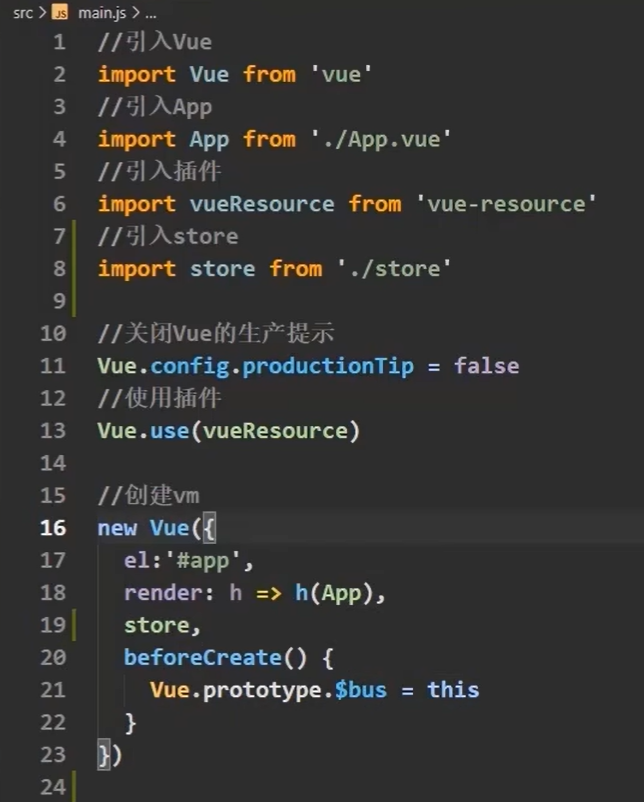 src > JS main.js > ...
1 //引入Vue
2 import Vue from 'vue'
3 //引入App
4 import App from './App.vue'
5 //引入插件
6 import vueResource from 'vue-resource'
7 //引入store
8 import store from './store'
9
10 //关闭Vue的生产提示
11 Vue.config.productionTip = false
12 //使用插件
13 Vue.use(vueResource)
14
15 //创建vm
16 new Vue({
17   el:'#app',
18   render: h => h(App),
19   store,
20   beforeCreate() {
21     Vue.prototype.$bus = this
22   }
23 })
24